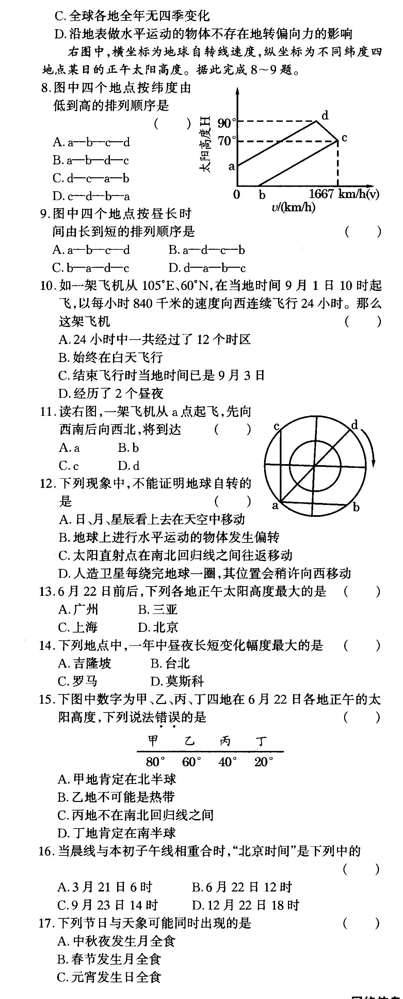 C.全球各地全年无四季变化
D.沿地表做水平运动的物体不存在地转偏向力的影响
右图中,横坐标为地球自转线速度,纵坐标为不同纬度四
地点某日的正午太阳高度。据此完成8～9题。
8.图中四个地点按纬度由
低到高的排列顺序是
(  )
A.a—b—c—d
B.a—b—d—c
C.d—c—a—b
D.c—d—b—a
太阳高度H
90°
70°
a
d
c
0
b
1667 km/h(v)
v/(km/h)
9.图中四个地点按昼长时
间由长到短的排列顺序是 (  )
A.a—b—c—d B.a—d—c—b
C.b—a—d—c D.d—a—b—c
10.如一架飞机从105°E、60°N,在当地时间9月1日10时起
飞,以每小时840千米的速度向西连续飞行24小时。那么
这架飞机 (  )
A.24小时中一共经过了12个时区
B.始终在白天飞行
C.结束飞行时当地时间已是9月3日
D.经历了2个昼夜
11.读右图,一架飞机从a点起飞,先向
西南后向西北,将到达 (  )
A.a B.b
C.c D.d
c
d
a
b
12.下列现象中,不能证明地球自转的
是 (  )
A.日、月、星辰看上去在天空中移动
B.地球上进行水平运动的物体发生偏转
C.太阳直射点在南北回归线之间往返移动
D.人造卫星每绕完地球一圈,其位置会稍许向西移动
13.6月22日前后,下列各地正午太阳高度最大的是 (  )
A.广州 B.三亚
C.上海 D.北京
14.下列地点中,一年中昼夜长短变化幅度最大的是 (  )
A.吉隆坡 B.台北
C.罗马 D.莫斯科
15.下图中数字为甲、乙、丙、丁四地在6月22日各地正午的太
阳高度,下列说法错误的是 (  )
甲 乙 丙 丁
80° 60° 40° 20°
A.甲地肯定在北半球
B.乙地不可能是热带
C.丙地不在南北回归线之间
D.丁地肯定在南半球
16.当晨线与本初子午线相重合时,“北京时间”是下列中的
(  )
A.3月21日6时 B.6月22日12时
C.9月23日14时 D.12月22日18时
17.下列节日与天象可能同时出现的是 (  )
A.中秋夜发生月全食
B.春节发生月全食
C.元宵发生日全食